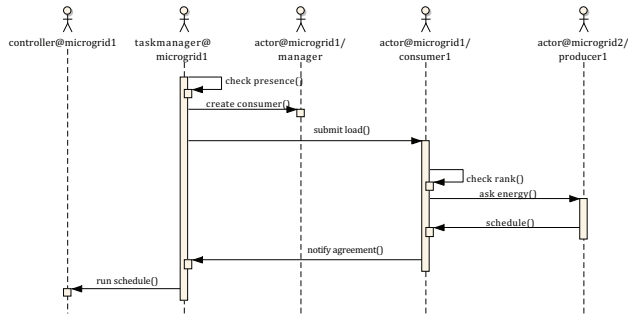 controller@microgrid1
taskmanager@
microgrid1
actor@microgrid1/
manager
actor@microgrid1/
consumer1
actor@microgrid2/
producer1
check presence()
create consumer()
submit load()
check rank()
ask energy()
schedule()
notify agreement()
run schedule()